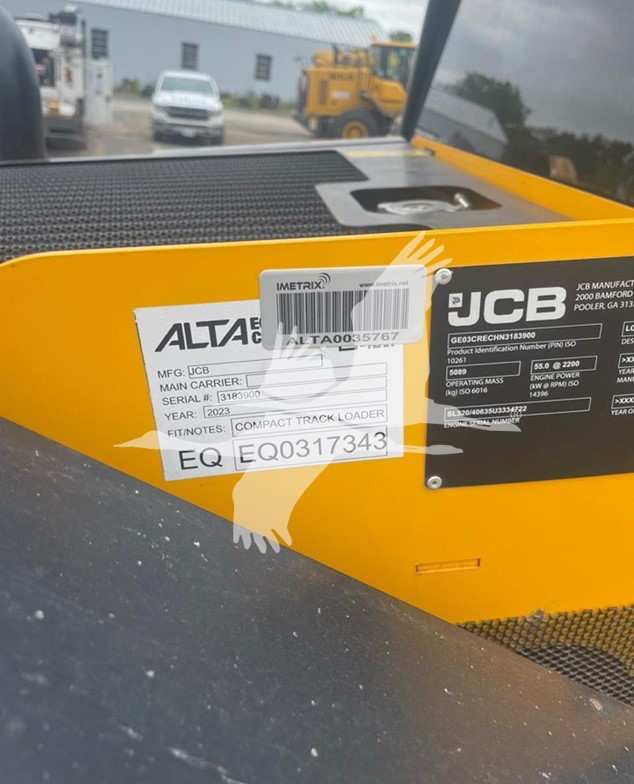 IMETRIX
www.imetrix.net
ALTA0035767
ALTA
MFG: JCB
MAIN CARRIER:
SERIAL #: 3183900
YEAR: 2023
FIT/NOTES: COMPACT TRACK LOADER
EQ EQ0317343
JCB
JCB MANUFACT
2000 BAMFORD
POOLER, GA 313
GE03CRECHN3183900
Product Identification Number (PIN) ISO
10261
5089
OPERATING MASS
(kg) ISO 6016
55.0 @ 2200
ENGINE POWER
(kW @ RPM) ISO
14396
SL320/40635U3334722
ENGINE SERIAL NUMBER